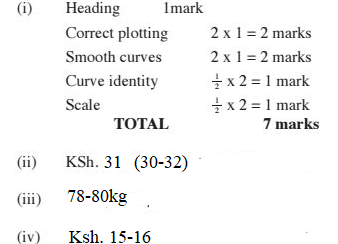 (i) Heading 1mark
Correct plotting 2 x 1 = 2 marks
Smooth curves 2 x 1 = 2 marks
Curve identity ½ x 2 = 1 mark
Scale ½ x 2 = 1 mark
TOTAL 7 marks
(ii) KSh. 31 (30-32)
(iii) 78-80kg
(iv) Ksh. 15-16